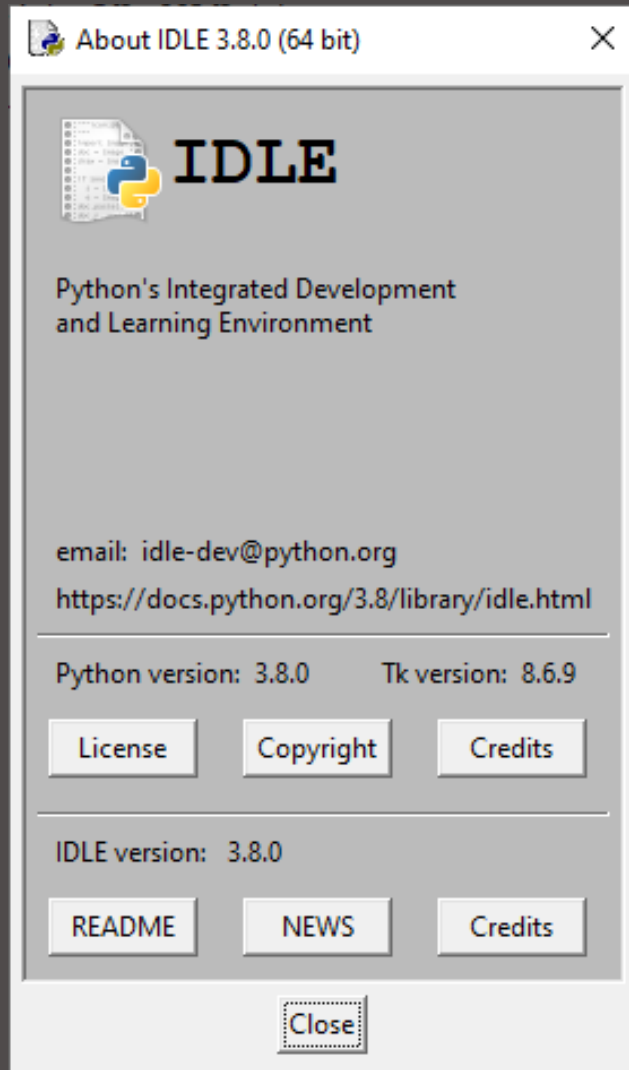 About IDLE 3.8.0 (64 bit)
IDLE
Python's Integrated Development
and Learning Environment
email: idle-dev@python.org
https://docs.python.org/3.8/library/idle.html
Python version: 3.8.0 Tk version: 8.6.9
License Copyright Credits
IDLE version: 3.8.0
README NEWS Credits
Close